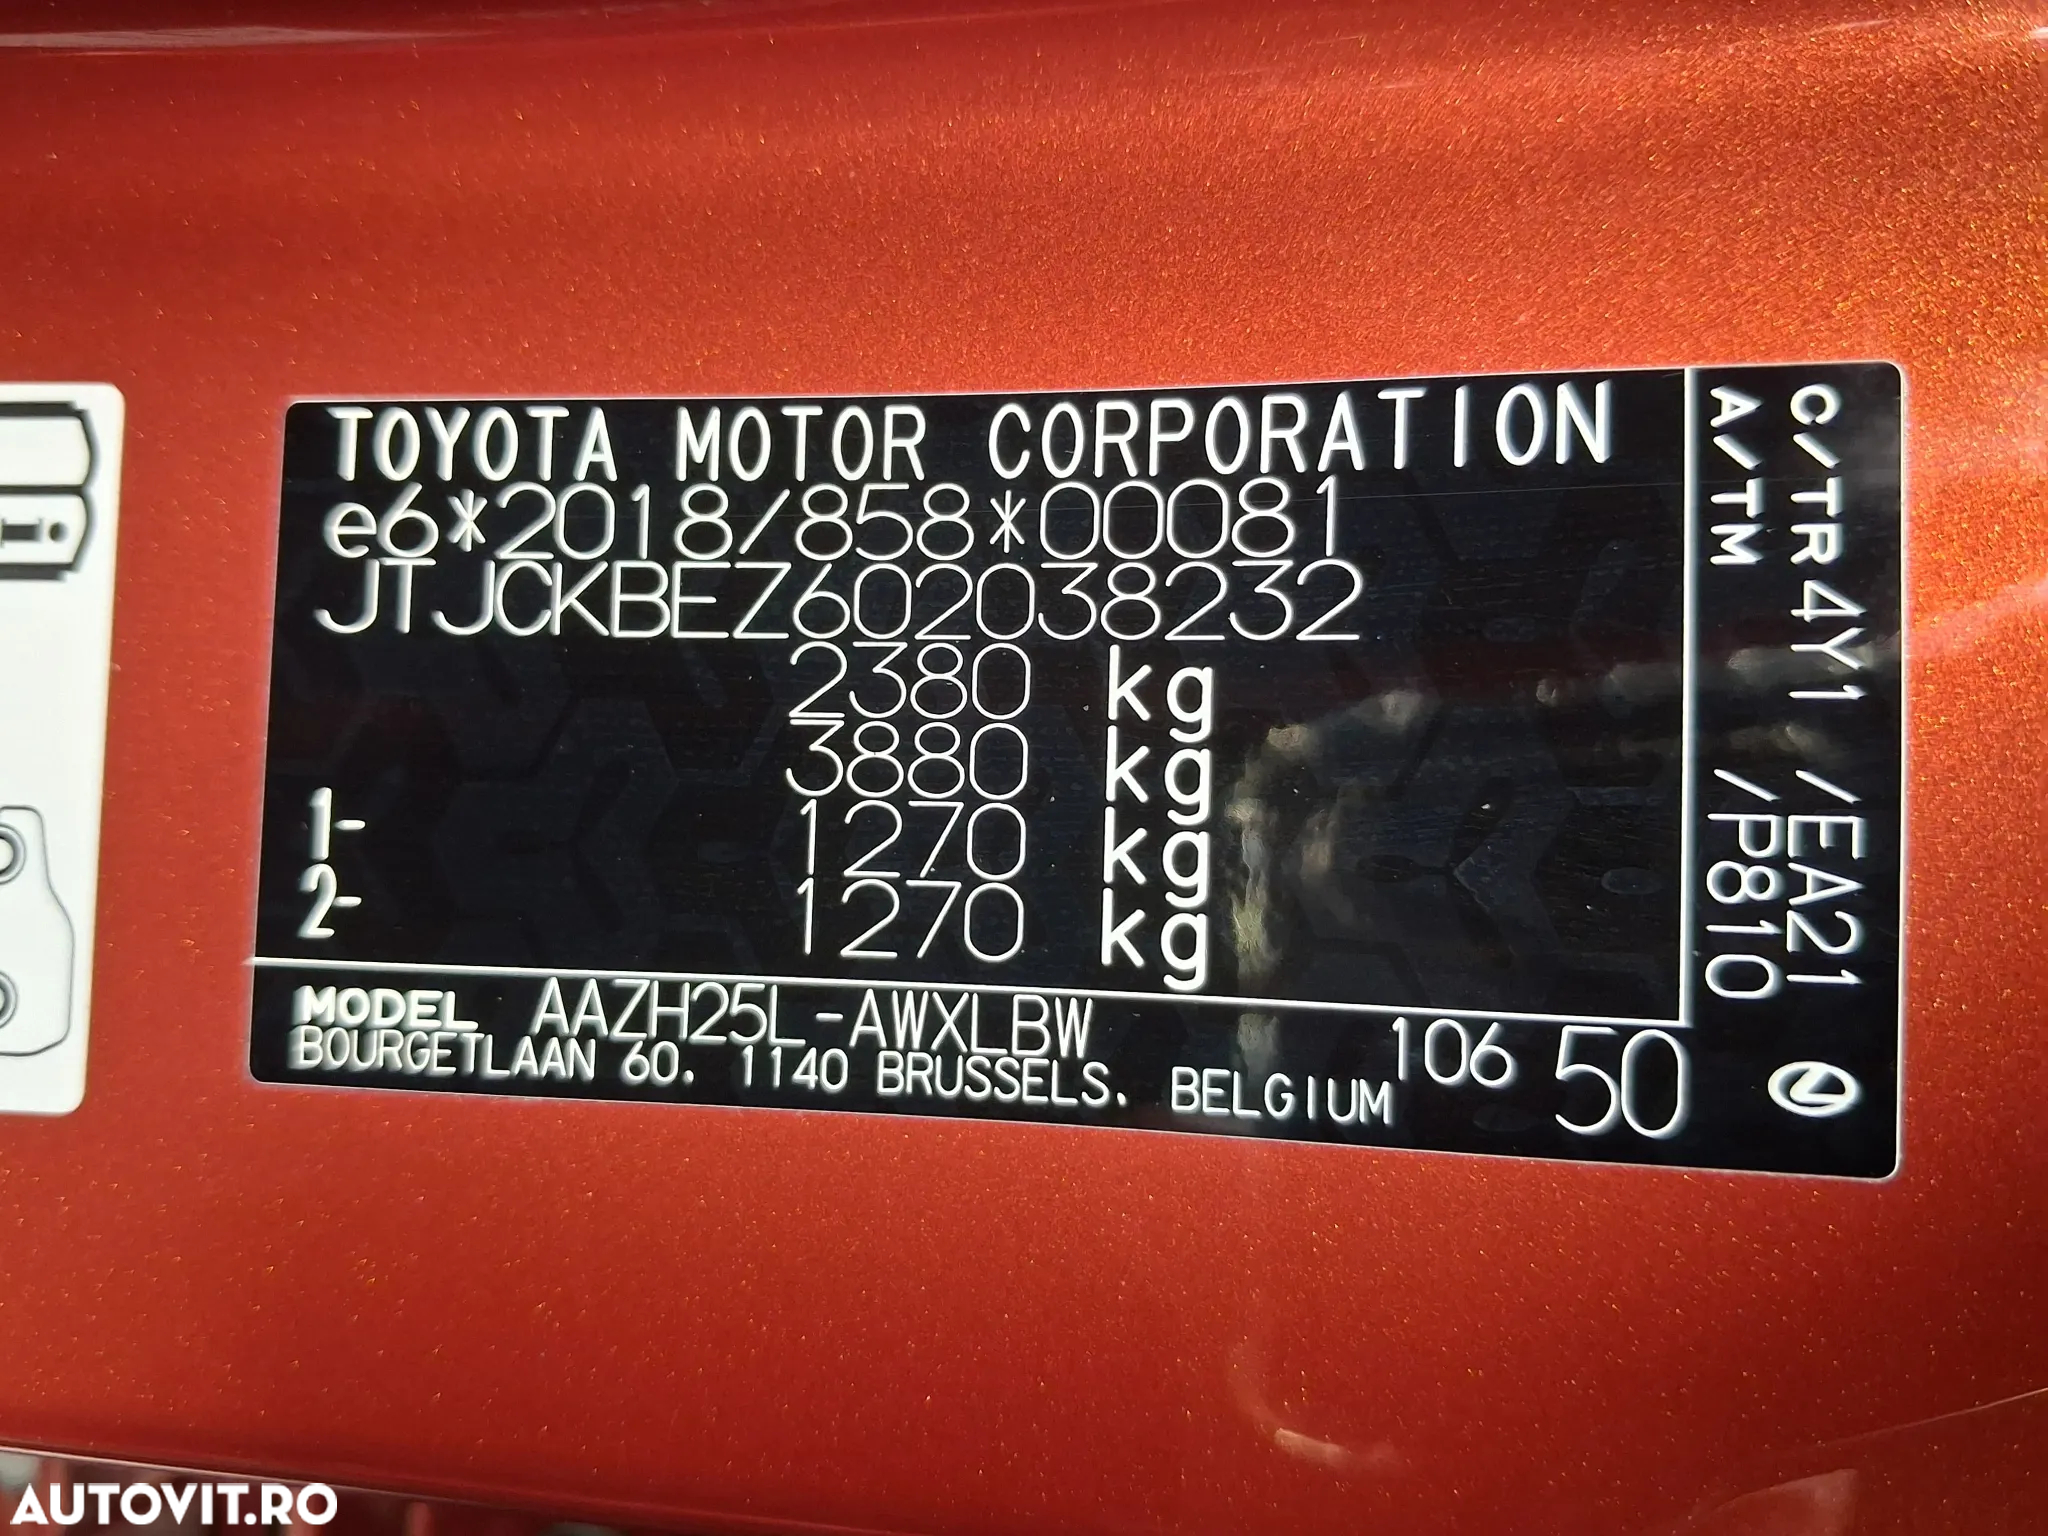 TOYOTA MOTOR CORPORATION
e6*2018/858*00081
JTJCKBEZ602038232
2380 kg
3880 kg
1- 1270 kg
2- 1270 kg
MODEL AAZH25L-AWXLBW
BOURGETLAAN 60. 1140 BRUSSELS. BELGIUM
106 50
C/TR4Y1 /EA21
A/TM /P810
i
AUTOVIT.RO